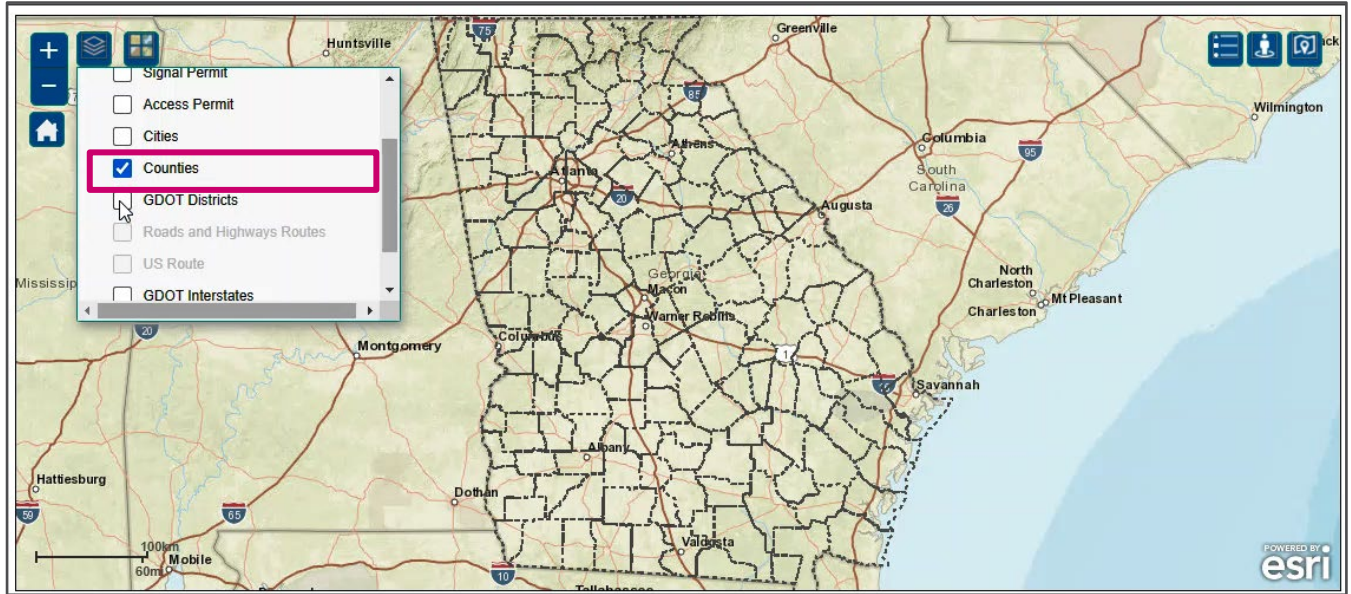 +
−
Signal Permit
Access Permit
Cities
Counties
GDOT Districts
Roads and Highways Routes
US Route
GDOT Interstates
Huntsville
75
Greenville
85
Wilmington
Columbia
95
Athens
Atlanta
South
Carolina
20
26
Augusta
Georgia
Macon
North
Charleston
Mt Pleasant
Charleston
Mississip
Warner Robins
20
Montgomery
Columbus
1
Savannah
Albany
Hattiesburg
Dothan
59
65
Valdosta
100km
60mi
Mobile
10
Tallahassee
POWERED BY
esri